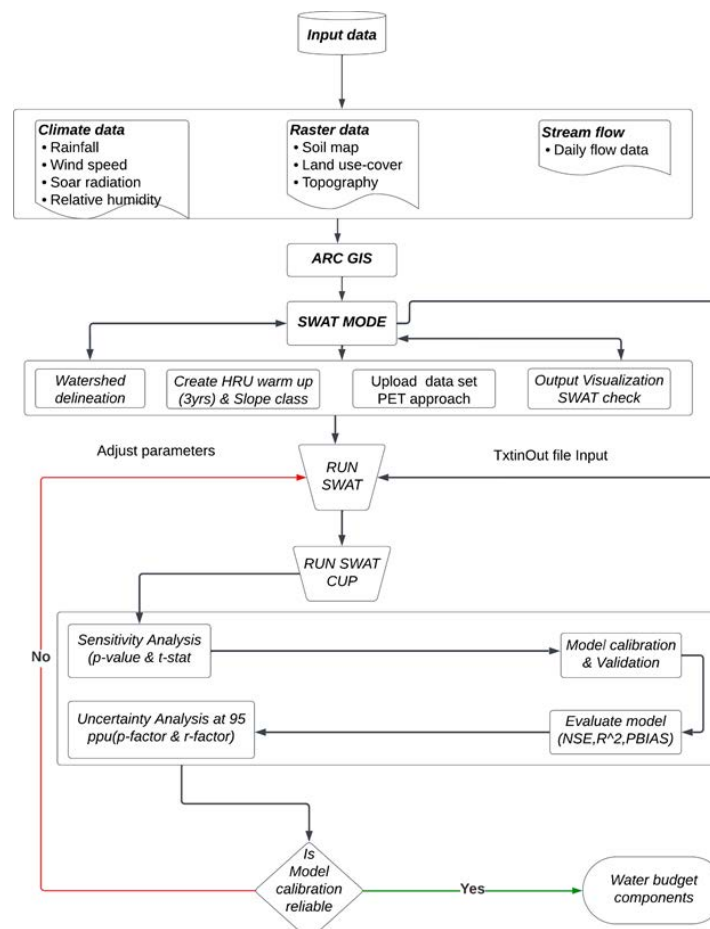 Input data
Climate data
• Rainfall
• Wind speed
• Soar radiation
• Relative humidity
Raster data
• Soil map
• Land use-cover
• Topography
Stream flow
• Daily flow data
ARC GIS
SWAT MODE
Watershed
delineation
Create HRU warm up
(3yrs) & Slope class
Upload data set
PET approach
Output Visualization
SWAT check
Adjust parameters
TxtinOut file Input
RUN
SWAT
RUN SWAT
CUP
Sensitivity Analysis
(p-value & t-stat
Model calibration
& Validation
No
Uncertainty Analysis at 95
ppu(p-factor & r-factor)
Evaluate model
(NSE,R^2,PBIAS)
Is
Model
calibration
reliable
Yes
Water budget
components